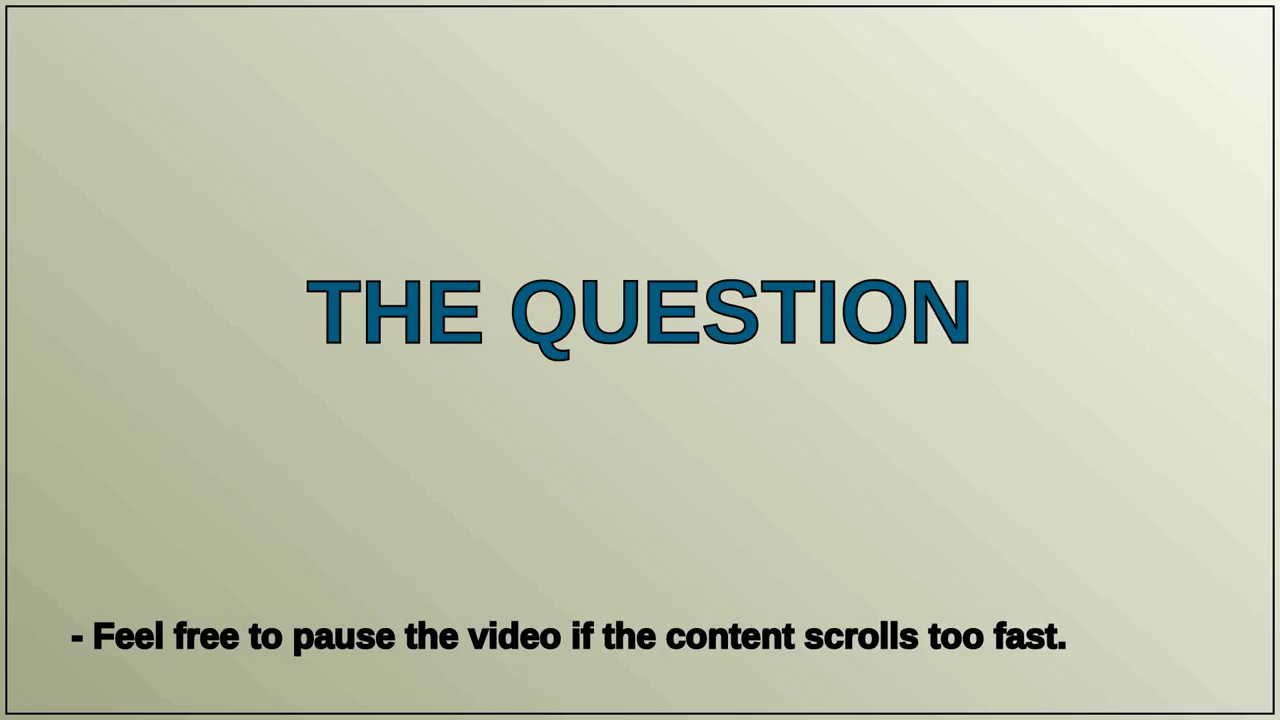 THE QUESTION
- Feel free to pause the video if the content scrolls too fast.